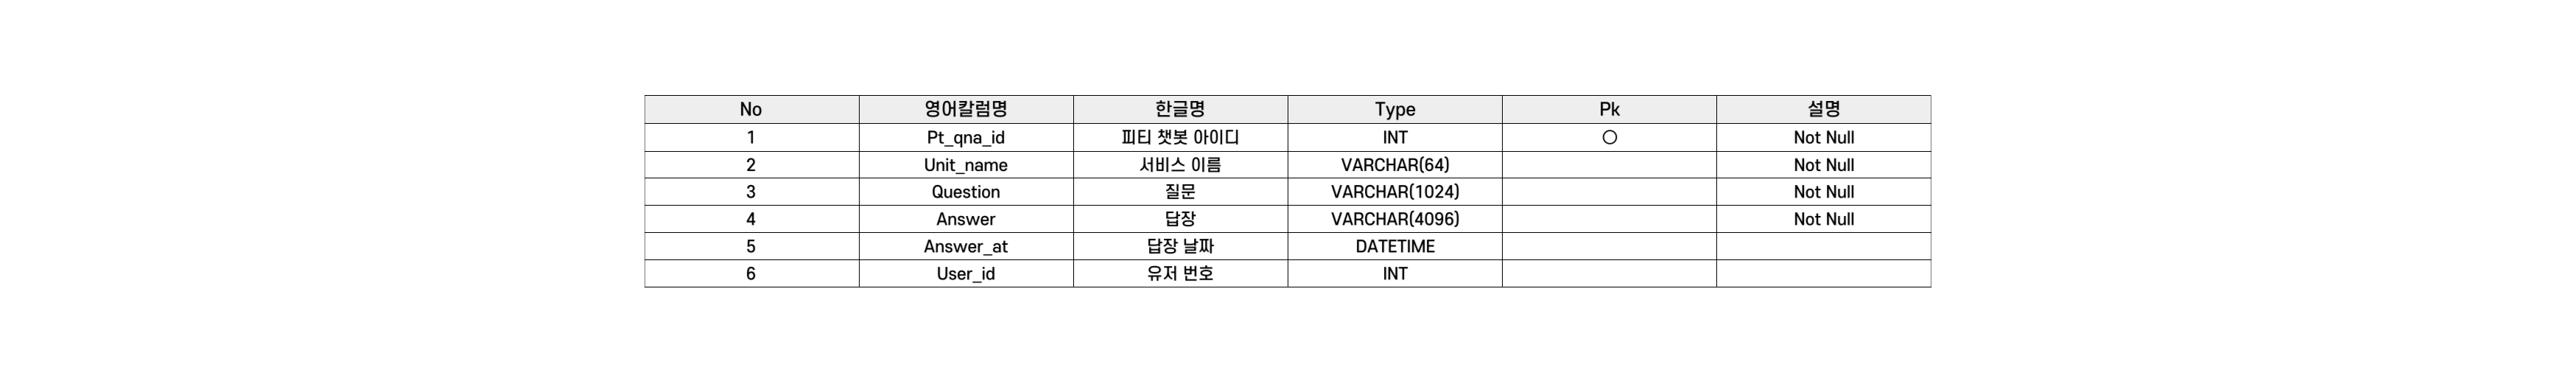 No 영어칼럼명 한글명 Type Pk 설명
1 Pt_qna_id 피티 챗봇 아이디 INT ○ Not Null
2 Unit_name 서비스 이름 VARCHAR(64) Not Null
3 Question 질문 VARCHAR(1024) Not Null
4 Answer 답장 VARCHAR(4096) Not Null
5 Answer_at 답장 날짜 DATETIME
6 User_id 유저 번호 INT